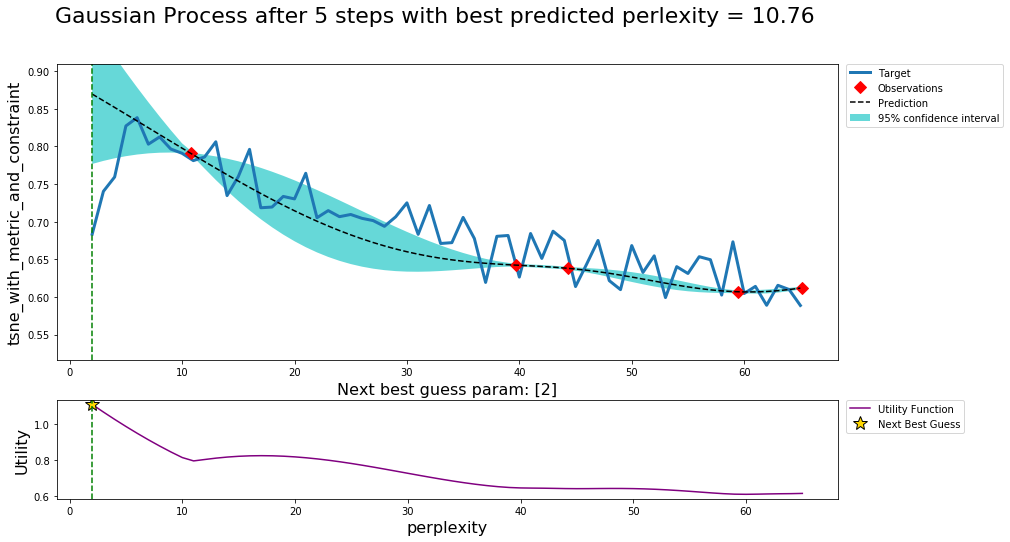 Gaussian Process after 5 steps with best predicted perlexity = 10.76
tsne_with_metric_and_constraint
0.90
0.85
0.80
0.75
0.70
0.65
0.60
0.55
0 10 20 30 40 50 60
Target
Observations
Prediction
95% confidence interval
Next best guess param: [2]
Utility
1.0
0.8
0.6
0 10 20 30 40 50 60
perplexity
Utility Function
Next Best Guess